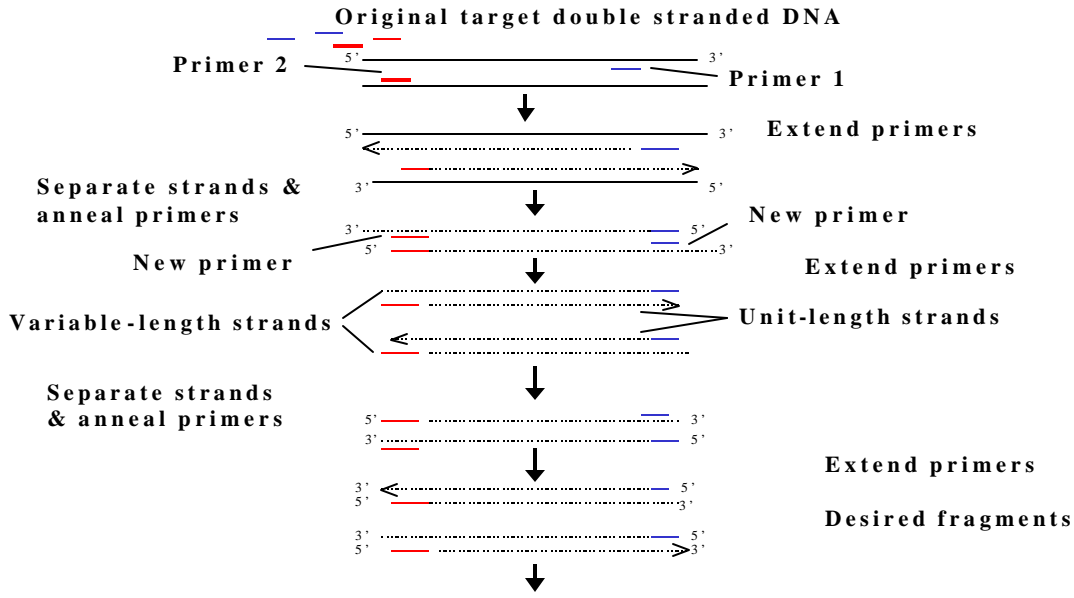 Original target double stranded DNA
5’ 3’
Primer 2
Primer 1
5’ 3’
Extend primers
3’ 5’
Separate strands &
anneal primers
3’ 5’
New primer
5’ 3’
New primer
Extend primers
Variable-length strands
Unit-length strands
Separate strands
& anneal primers
5’ 3’
3’ 5’
Extend primers
3’ 5’
5’ 3’
Desired fragments
3’ 5’
5’ 3’